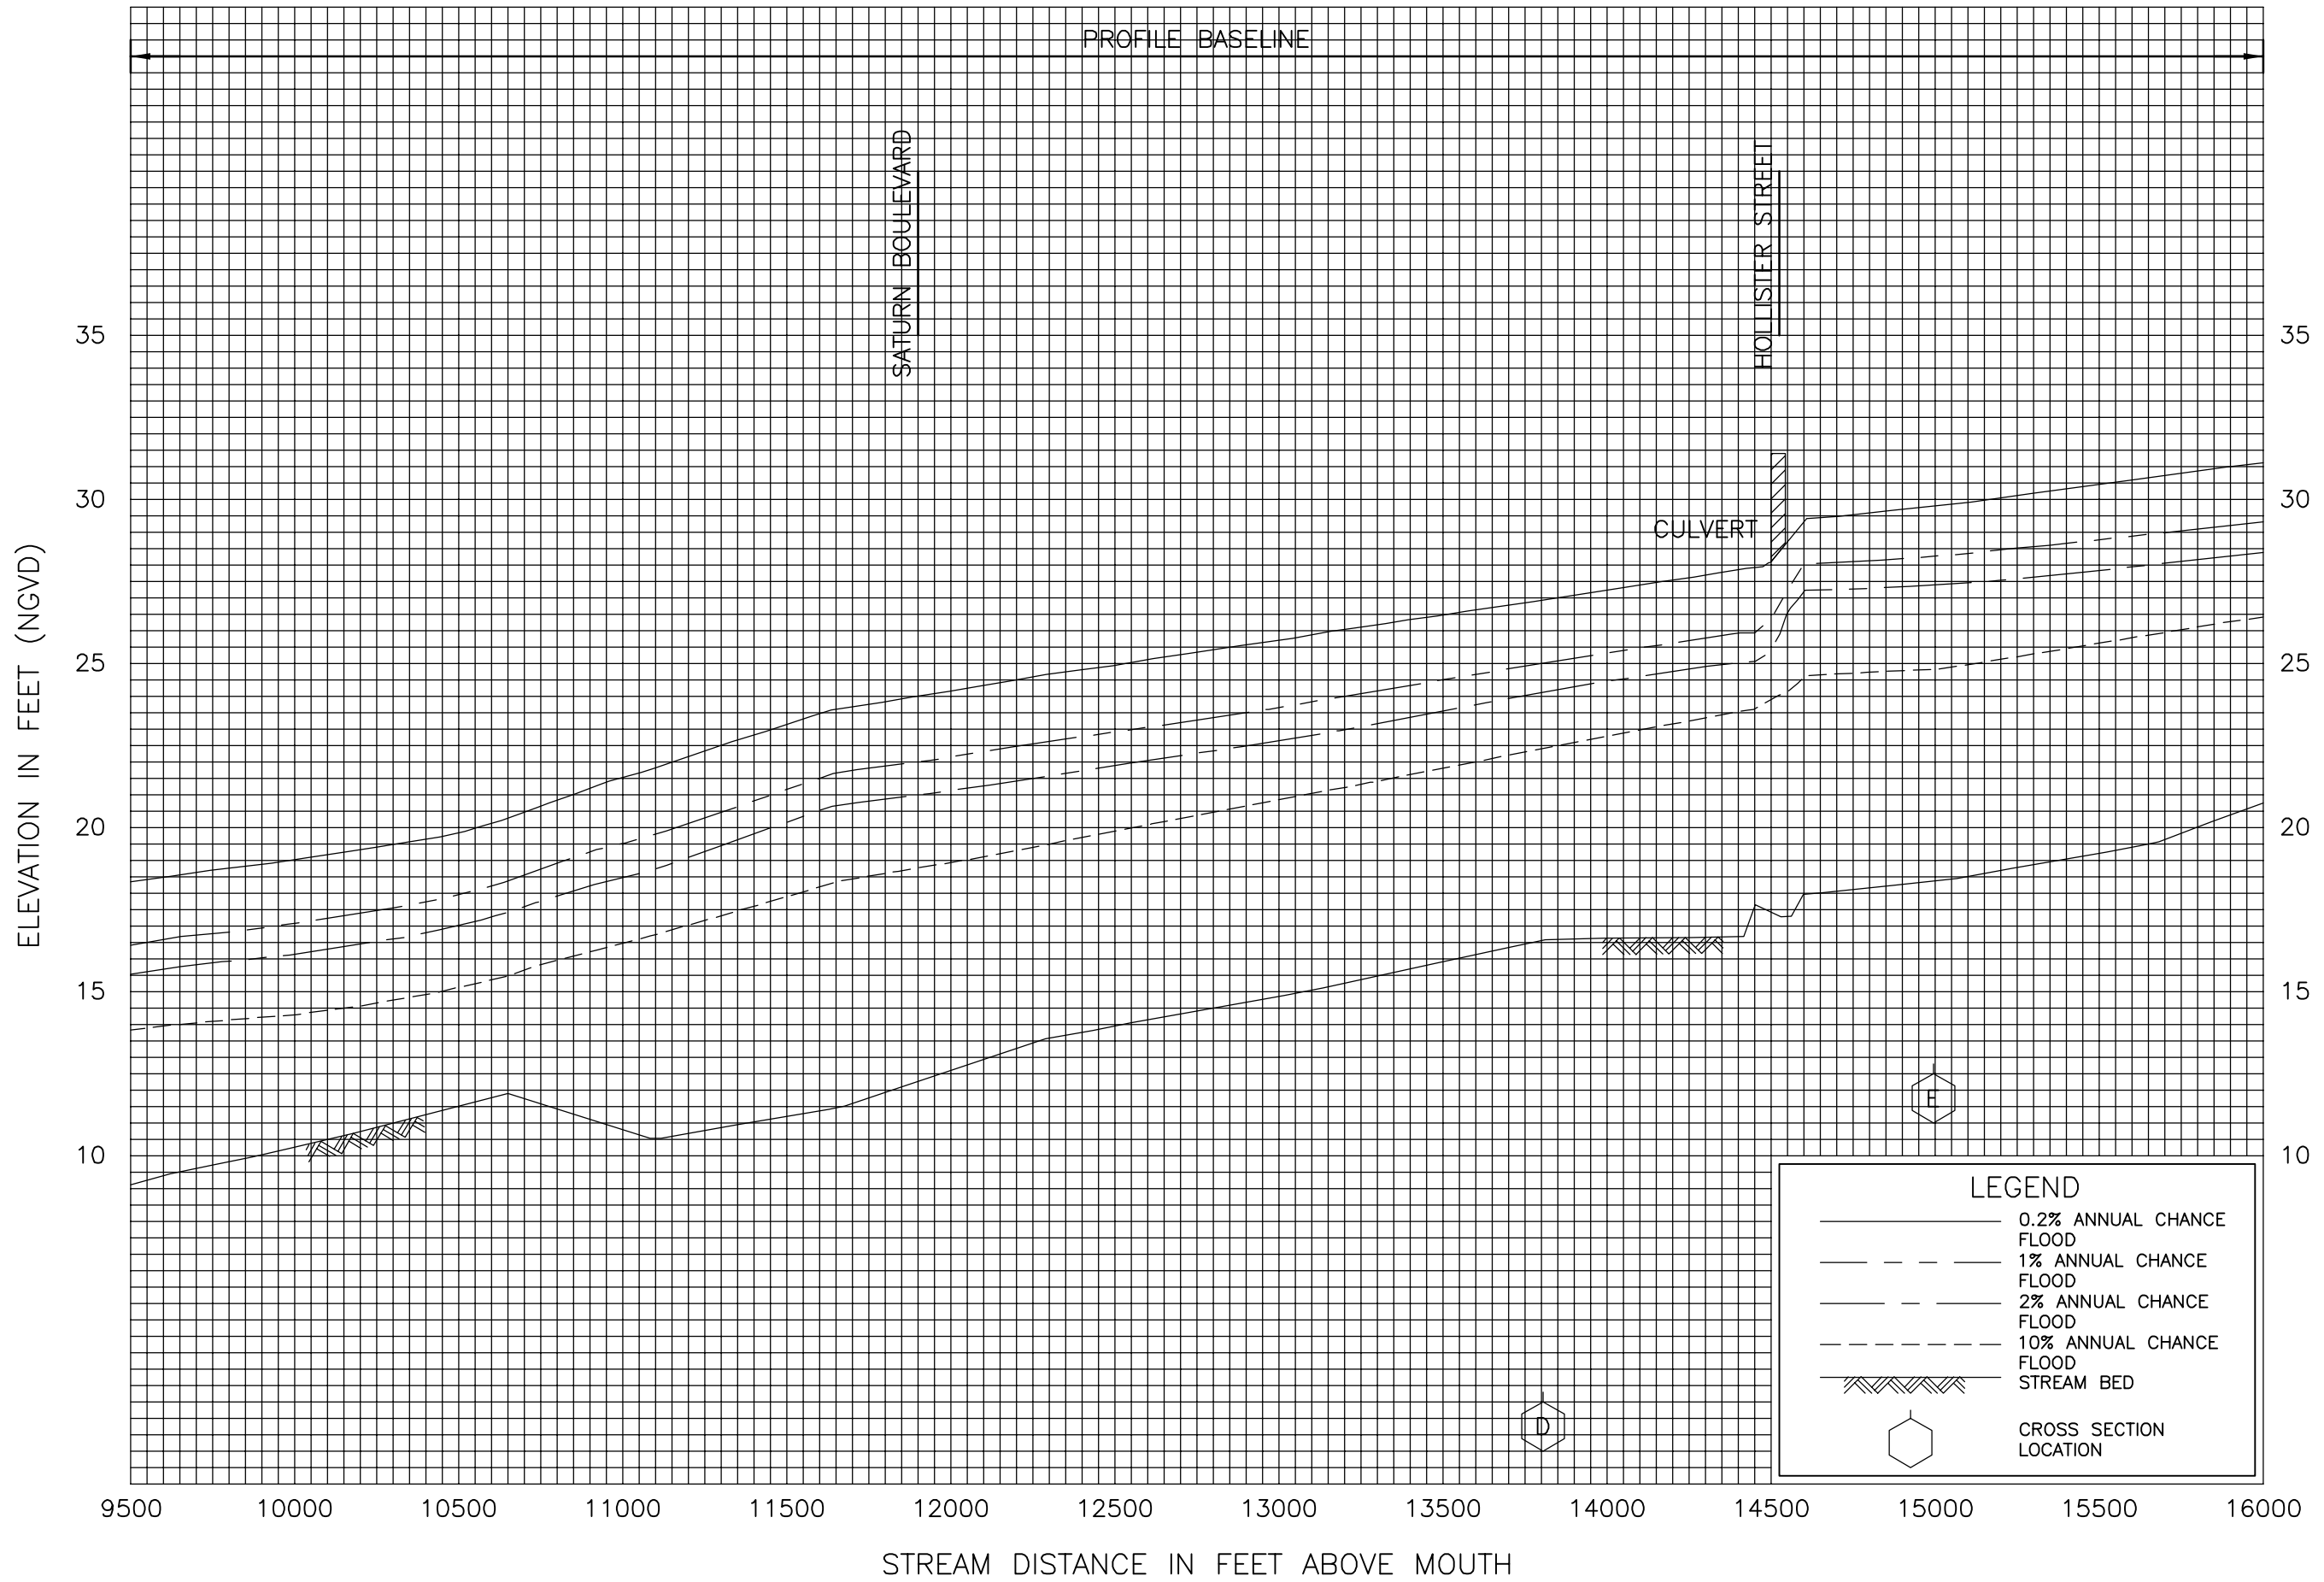 PROFILE BASELINE
SATURN BOULEVARD
HOLLISTER STREET
35
35
30
30
CULVERT
25
25
20
20
15
15
10
10
ELEVATION IN FEET (NGVD)
E
D
LEGEND
0.2% ANNUAL CHANCE
FLOOD
1% ANNUAL CHANCE
FLOOD
2% ANNUAL CHANCE
FLOOD
10% ANNUAL CHANCE
FLOOD
STREAM BED
CROSS SECTION
LOCATION
9500 10000 10500 11000 11500 12000 12500 13000 13500 14000 14500 15000 15500 16000
STREAM DISTANCE IN FEET ABOVE MOUTH